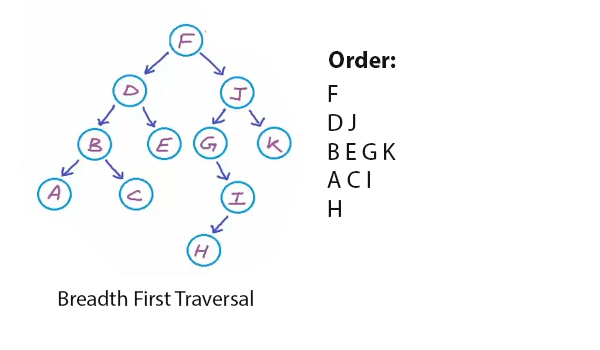 F
D J
B E G K
A C I
H
Breadth First Traversal
Order:
F
D J
B E G K
A C I
H